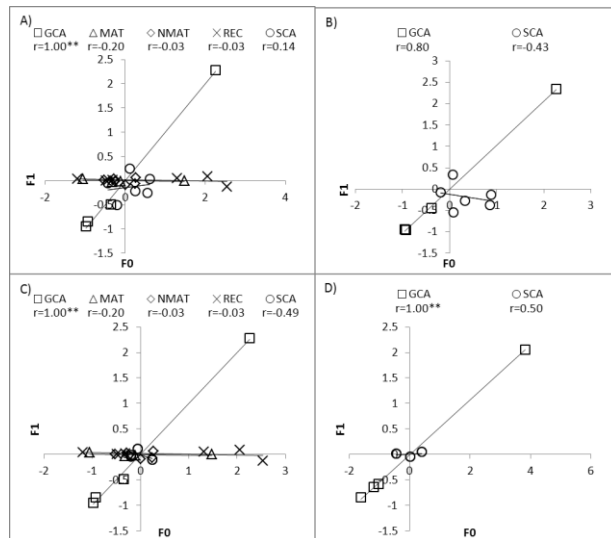 A)
GCA MAT NMAT REC SCA
r=1.00** r=-0.20 r=-0.03 r=-0.03 r=0.14
2.5
2
1.5
1
0.5
0
-0.5
-1
-1.5
-2 0 2 4
F1
F0
B)
GCA SCA
r=0.80 r=-0.43
3
2.5
2
1.5
1
0.5
0
-0.5
-1
-1.5
-2 -1 0 1 2 3
F1
F0
C)
GCA MAT NMAT REC SCA
r=1.00** r=-0.20 r=-0.03 r=-0.03 r=-0.49
2.5
2
1.5
1
0.5
0
-0.5
-1
-1.5
-2 -1 0 1 2 3
F1
F0
D)
GCA SCA
r=1.00** r=0.50
2.5
2
1.5
1
0.5
0
-0.5
-1
-1.5
-2 0 2 4 6
F1
F0